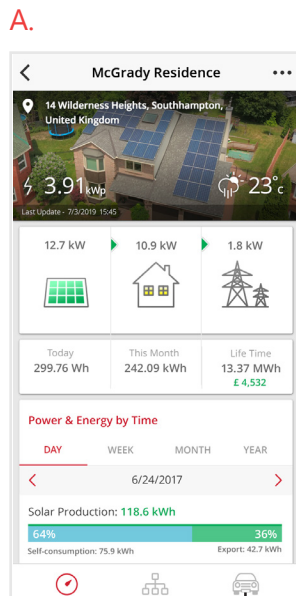 A.
McGrady Residence
14 Wilderness Heights, Southhampton,
United Kingdom
3.91kWp
23°c
Last Update - 7/3/2019 15:45
12.7 kW
10.9 kW
1.8 kW
Today
This Month
Life Time
299.76 Wh
242.09 kWh
13.37 MWh
£ 4,532
Power & Energy by Time
DAY
WEEK
MONTH
YEAR
6/24/2017
Solar Production: 118.6 kWh
64%
36%
Self-consumption: 75.9 kWh
Export: 42.7 kWh